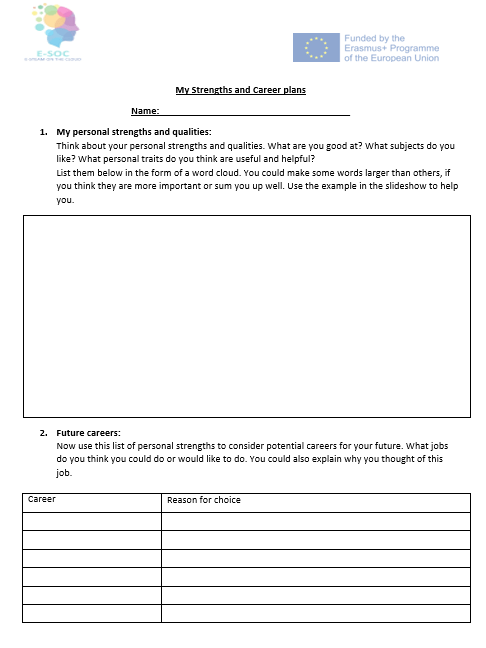 E-SOC
Funded by the
Erasmus+ Programme
of the European Union
My Strengths and Career plans
Name:
1. My personal strengths and qualities:
Think about your personal strengths and qualities. What are you good at? What subjects do you
like? What personal traits do you think are useful and helpful?
List them below in the form of a word cloud. You could make some words larger than others, if
you think they are more important or sum you up well. Use the example in the slideshow to help
you.
2. Future careers:
Now use this list of personal strengths to consider potential careers for your future. What jobs
do you think you could do or would like to do. You could also explain why you thought of this
job.
Career Reason for choice